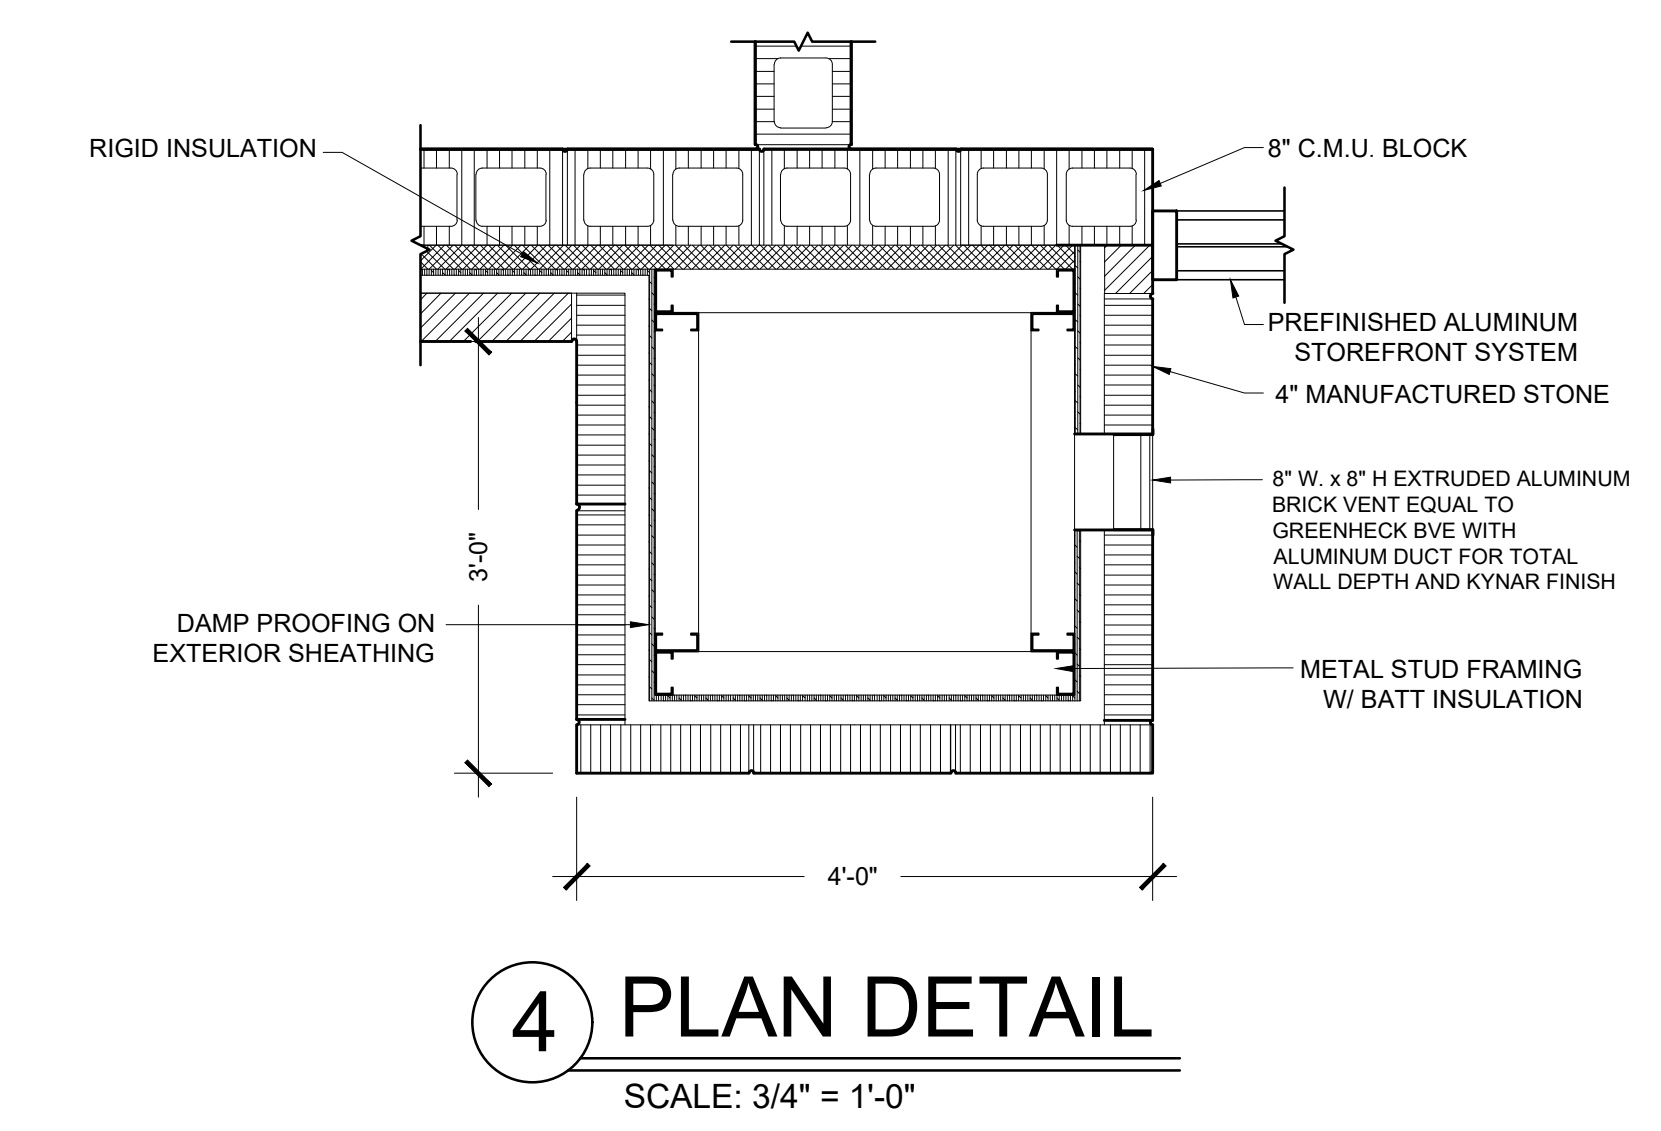 RIGID INSULATION
8" C.M.U. BLOCK
PREFINISHED ALUMINUM
STOREFRONT SYSTEM
4" MANUFACTURED STONE
8" W. x 8" H EXTRUDED ALUMINUM
BRICK VENT EQUAL TO
GREENHECK BVE WITH
ALUMINUM DUCT FOR TOTAL
WALL DEPTH AND KYNAR FINISH
3'-0"
DAMP PROOFING ON
EXTERIOR SHEATHING
METAL STUD FRAMING
W/ BATT INSULATION
4'-0"
4
PLAN DETAIL
SCALE: 3/4" = 1'-0"